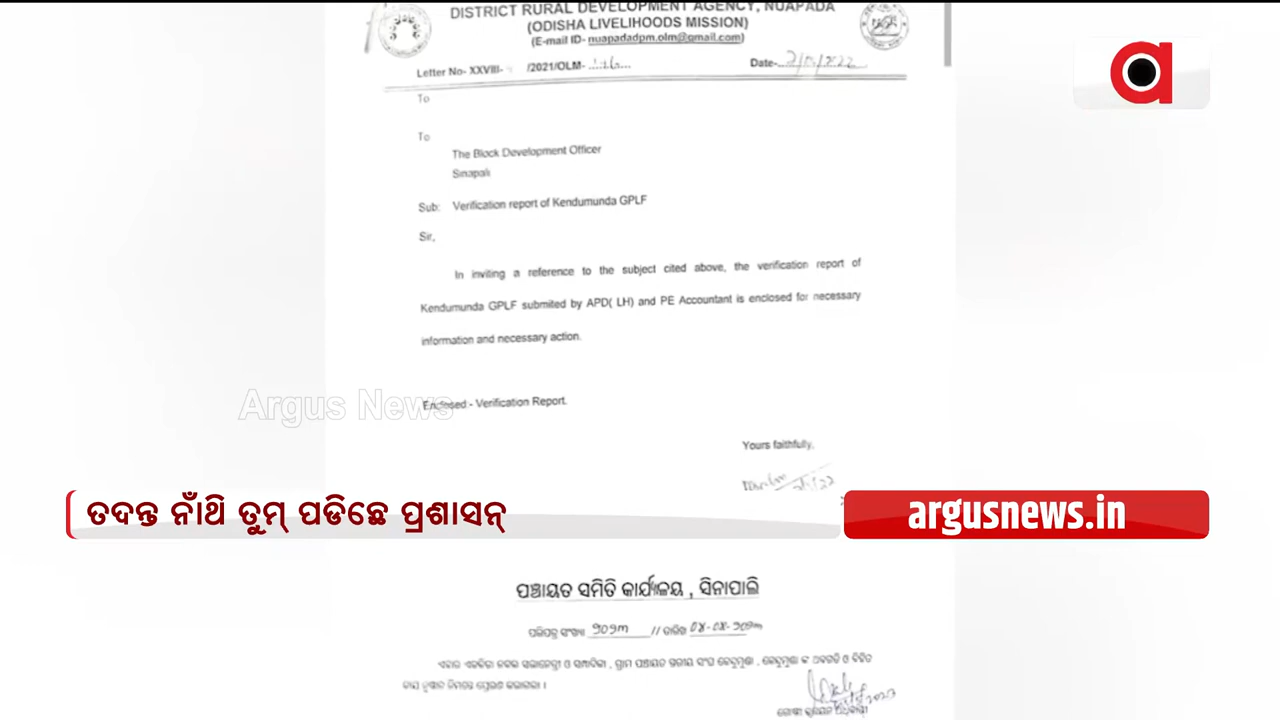 DISTRICT RURAL DEVELOPMENT AGENCY, NUAPADA
(ODISHA LIVELIHOODS MISSION)
(E-mail ID- nuapadadpm.olm@gmail.com)
Letter No- XXVIII- /2021/OLM- Date-
To
To
The Block Development Officer
Sinapali
Sub: Verification report of Kendumunda GPLF
Sir,
In inviting a reference to the subject cited above, the verification report of
Kendumunda GPLF submited by APD( LH) and PE Accountant is enclosed for necessary
information and necessary action.
Argus News
Enclosed - Verification Report.
Yours faithfully,
ତଦନ୍ତ ନାଁଥି ତୁମ୍ ପଡିଛେ ପ୍ରଶାସନ୍
argusnews.in
ପଞ୍ଚାୟତ ସମିତି କାର୍ଯ୍ୟାଳୟ , ସିନାପାଲି
ପରିପତ୍ର ସଂଖ୍ୟା // ତାରିଖ